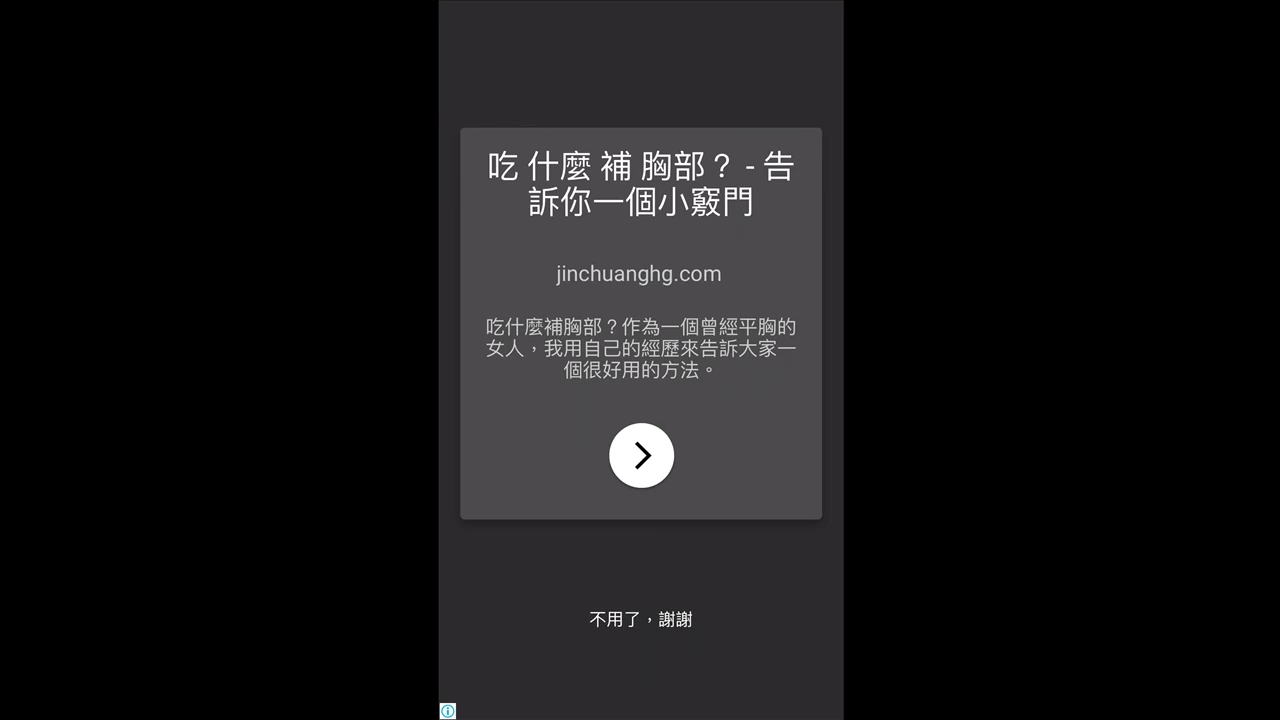 吃 什麼 補 胸部？ - 告
訴你一個小竅門
jinchuanghg.com
吃什麼補胸部？作為一個曾經平胸的
女人，我用自己的經歷來告訴大家一
個很好用的方法。
不用了，謝謝